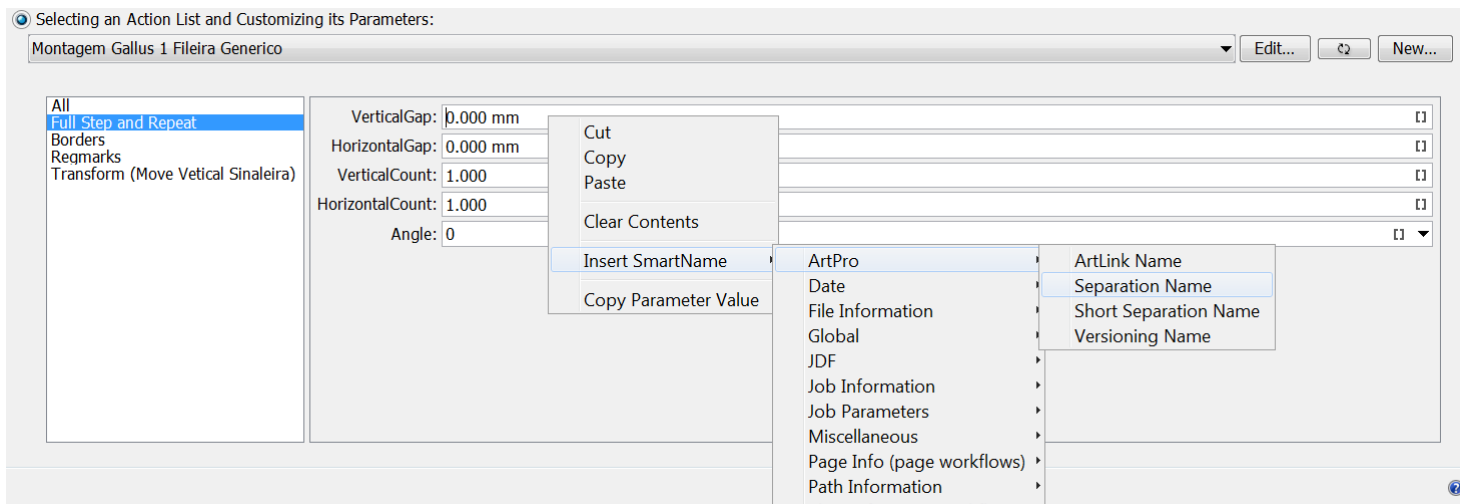 Selecting an Action List and Customizing its Parameters:
Montagem Gallus 1 Fileira Generico
Edit...
New...
All
Full Step and Repeat
Borders
Regmarks
Transform (Move Vetical Sinaleira)
VerticalGap: 0.000 mm
HorizontalGap: 0.000 mm
VerticalCount: 1.000
HorizontalCount: 1.000
Angle: 0
Cut
Copy
Paste
Clear Contents
Insert SmartName
Copy Parameter Value
ArtPro
Date
File Information
Global
JDF
Job Information
Job Parameters
Miscellaneous
Page Info (page workflows)
Path Information
ArtLink Name
Separation Name
Short Separation Name
Versioning Name